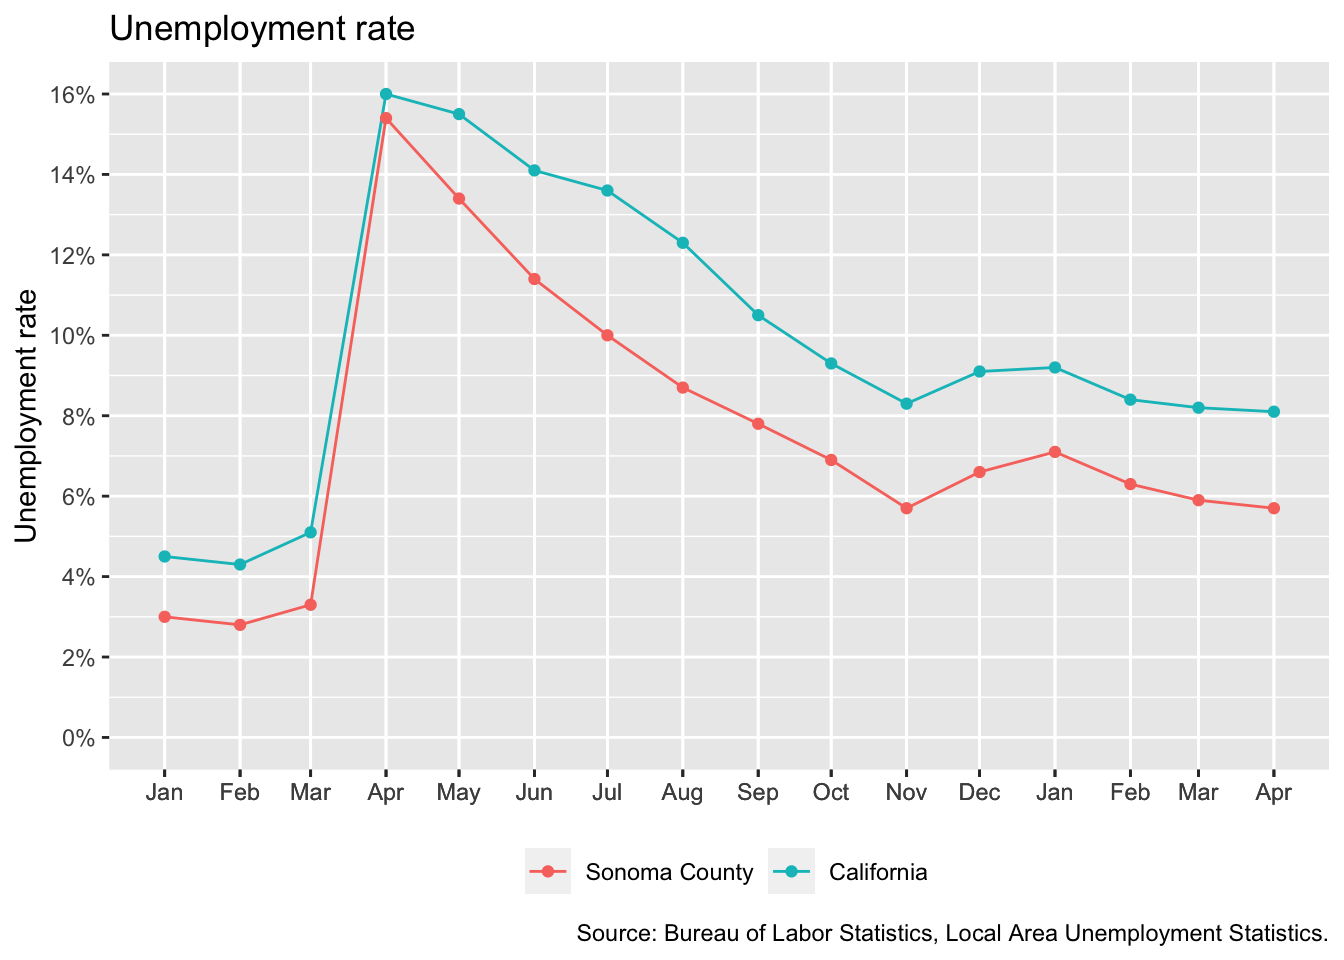 Unemployment rate
Unemployment rate
16%
14%
12%
10%
8%
6%
4%
2%
0%
Jan Feb Mar Apr May Jun Jul Aug Sep Oct Nov Dec Jan Feb Mar Apr
Sonoma County California
Source: Bureau of Labor Statistics, Local Area Unemployment Statistics.